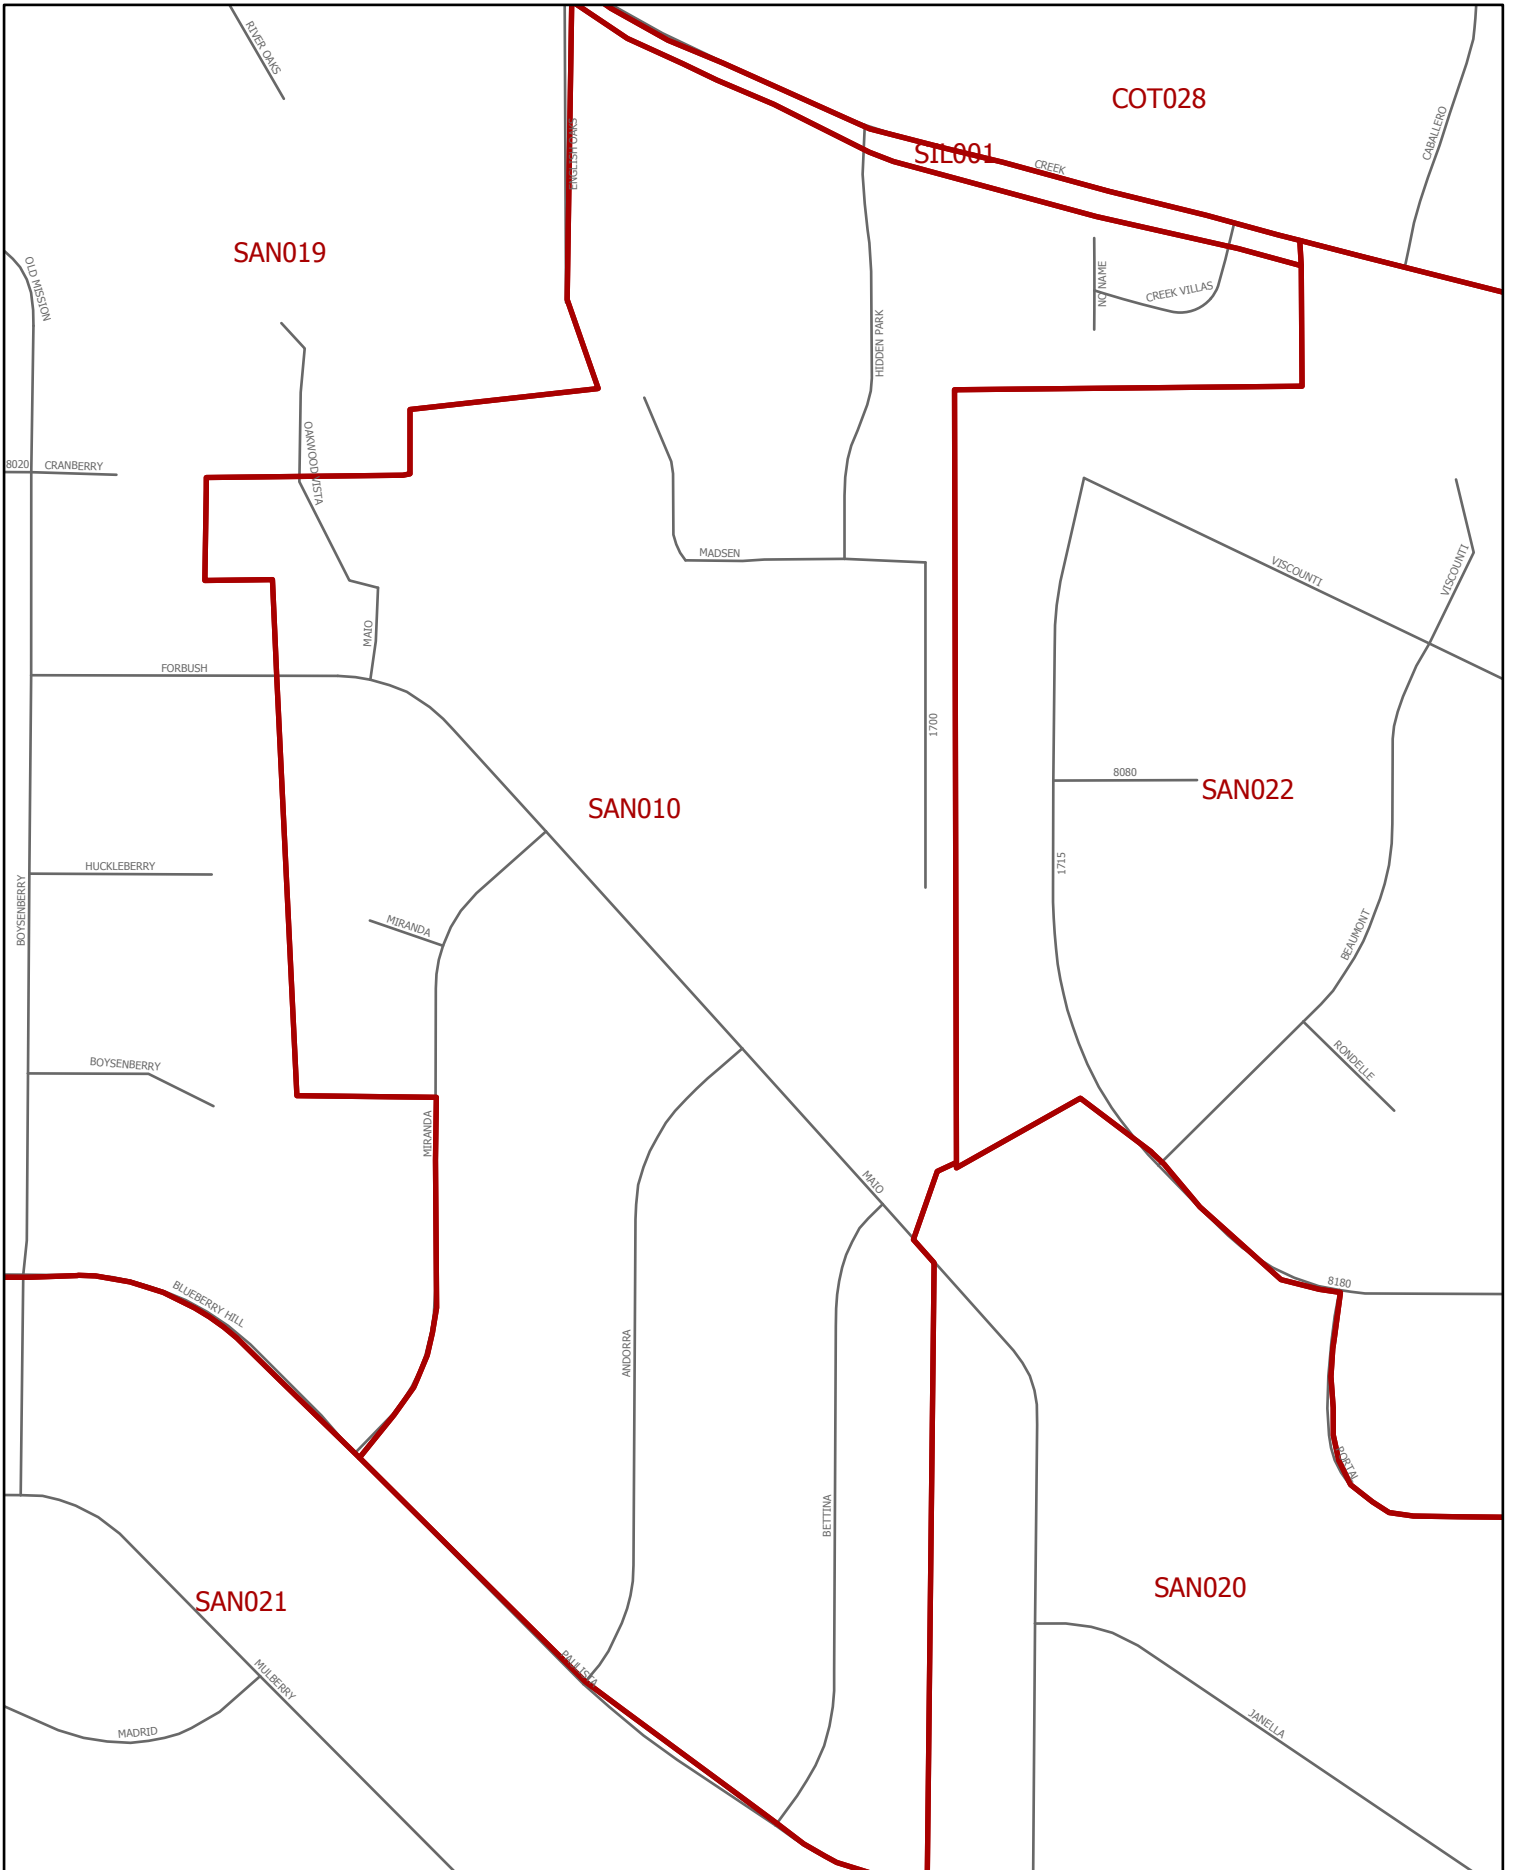 RIVER OAKS
COT028
ENGLISH OAKS
CABALLERO
SIL001
CREEK
SAN019
OLD MISSION
NO NAME
CREEK VILLAS
HIDDEN PARK
OAKWOOD VISTA
8020
CRANBERRY
MADSEN
VISCOUNTI
VISCOUNTI
MAIO
FORBUSH
1700
8080
SAN022
SAN010
1715
HUCKLEBERRY
BOYSENBERRY
MIRANDA
BEAUMONT
BOYSENBERRY
RONDELLE
MIRANDA
MAIO
8180
BLUEBERRY HILL
ANDORRA
PORTAL
BETTINA
SAN020
SAN021
PAULISTA
MULBERRY
MADRID
JANELLA